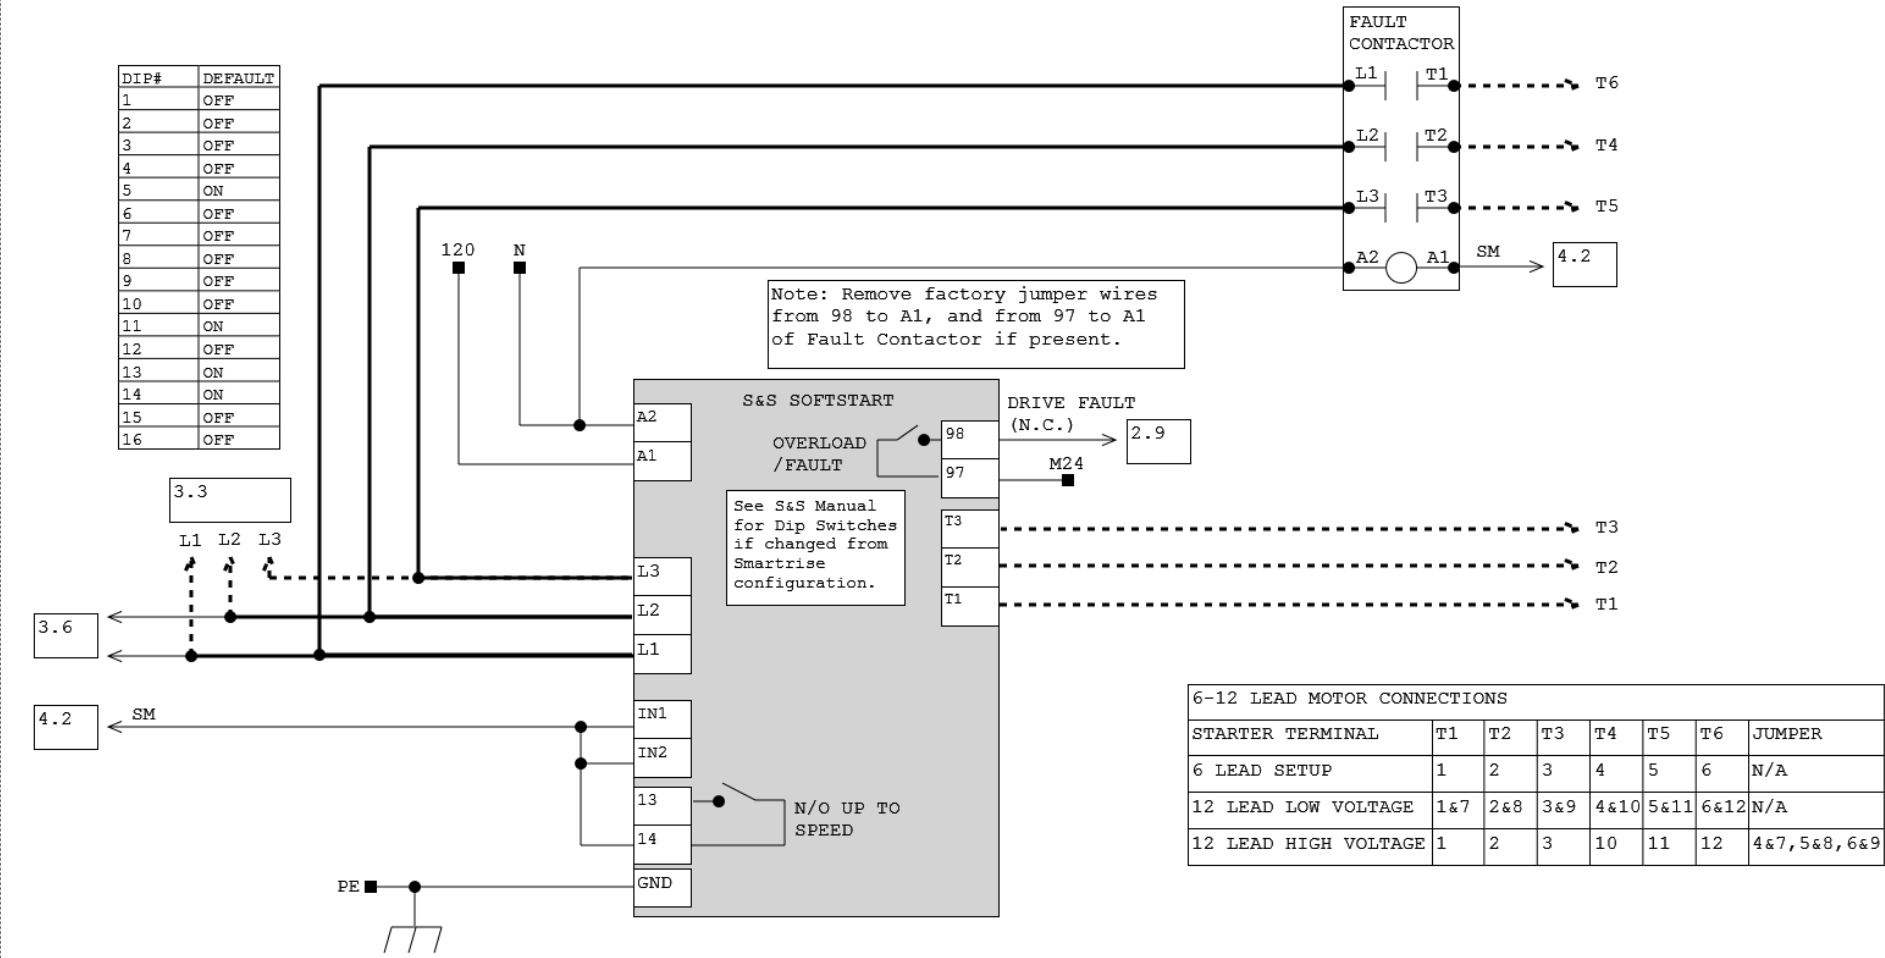 FAULT
CONTACTOR
L1 T1 T6
L2 T2 T4
L3 T3 T5
A2 A1 SM 4.2
DIP# DEFAULT
1 OFF
2 OFF
3 OFF
4 OFF
5 ON
6 OFF
7 OFF
8 OFF
9 OFF
10 OFF
11 ON
12 OFF
13 ON
14 ON
15 OFF
16 OFF
120 N
Note: Remove factory jumper wires
from 98 to A1, and from 97 to A1
of Fault Contactor if present.
S&S SOFTSTART
A2
A1
OVERLOAD
/FAULT
98
97
DRIVE FAULT
(N.C.)
2.9
M24
See S&S Manual
for Dip Switches
if changed from
Smartrise
configuration.
T3 T3
T2 T2
T1 T1
3.3
L1 L2 L3
L3
L2
L1
3.6
4.2 SM
IN1
IN2
13
14
N/O UP TO
SPEED
PE
GND
6-12 LEAD MOTOR CONNECTIONS
STARTER TERMINAL T1 T2 T3 T4 T5 T6 JUMPER
6 LEAD SETUP 1 2 3 4 5 6 N/A
12 LEAD LOW VOLTAGE 1&7 2&8 3&9 4&10 5&11 6&12 N/A
12 LEAD HIGH VOLTAGE 1 2 3 10 11 12 4&7,5&8,6&9